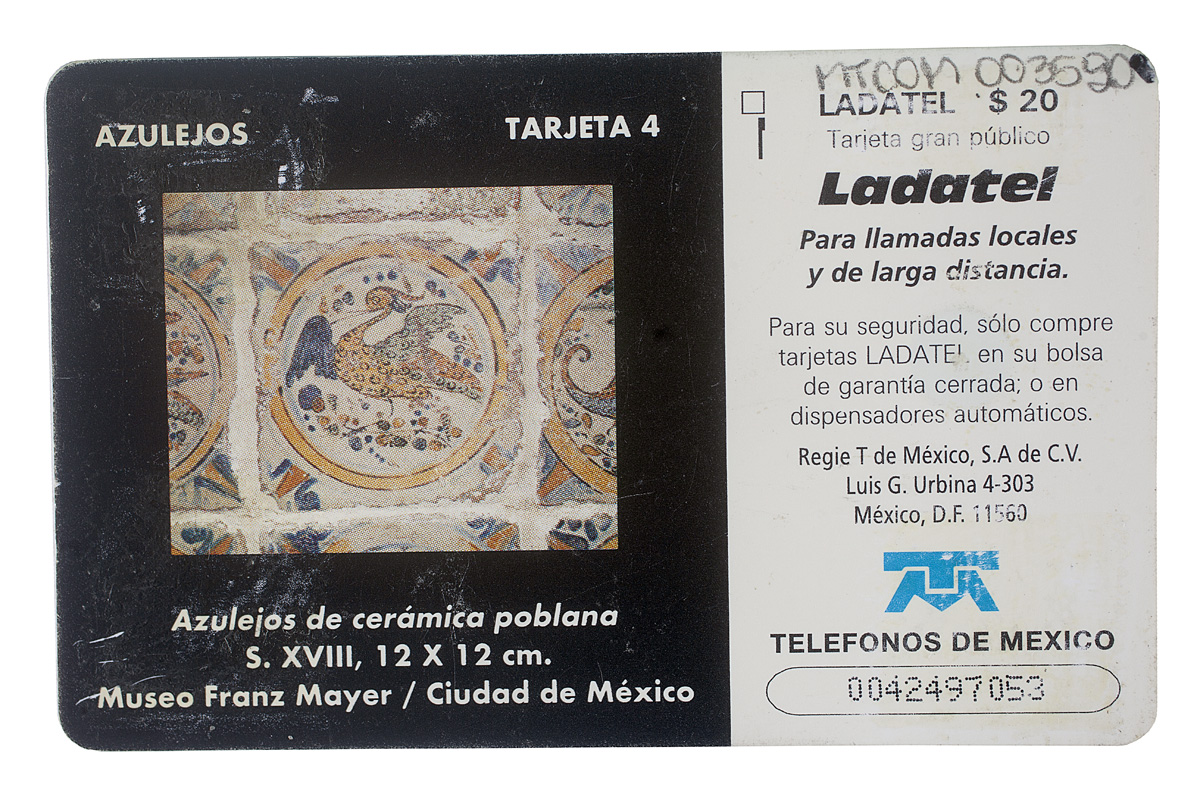 AZULEJOS
TARJETA 4
Azulejos de cerámica poblana
S. XVIII, 12 X 12 cm.
Museo Franz Mayer / Ciudad de México
MTCON 003590
LADATEL $ 20
Tarjeta gran público
Ladatel
Para llamadas locales
y de larga distancia.
Para su seguridad, sólo compre
tarjetas LADATEL en su bolsa
de garantía cerrada; o en
dispensadores automáticos.
Regie T de México, S.A de C.V.
Luis G. Urbina 4-303
México, D.F. 11560
TELEFONOS DE MEXICO
0042497053